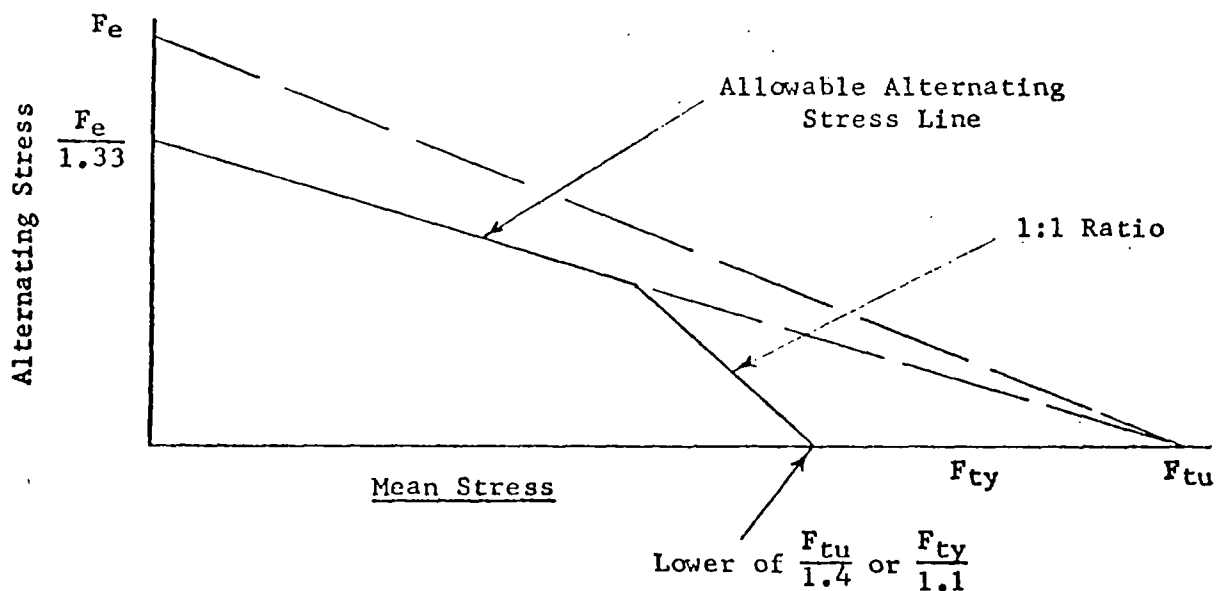 Fe
Allowable Alternating
Stress Line
Fe
1.33
1:1 Ratio
Alternating Stress
Mean Stress
Fty
Ftu
Lower of Ftu/1.4 or Fty/1.1